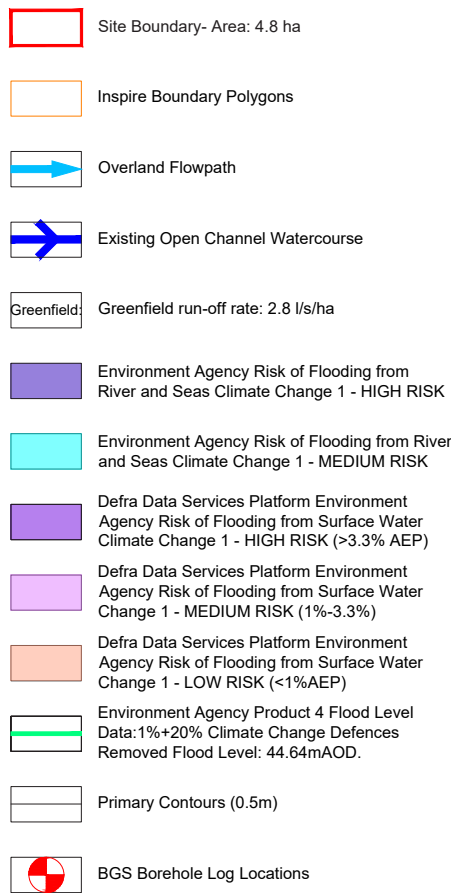 Site Boundary- Area: 4.8 ha
Inspire Boundary Polygons
Overland Flowpath
Existing Open Channel Watercourse
Greenfield: Greenfield run-off rate: 2.8 l/s/ha
Environment Agency Risk of Flooding from
River and Seas Climate Change 1 - HIGH RISK
Environment Agency Risk of Flooding from River
and Seas Climate Change 1 - MEDIUM RISK
Defra Data Services Platform Environment
Agency Risk of Flooding from Surface Water
Climate Change 1 - HIGH RISK (>3.3% AEP)
Defra Data Services Platform Environment
Agency Risk of Flooding from Surface Water
Change 1 - MEDIUM RISK (1%-3.3%)
Defra Data Services Platform Environment
Agency Risk of Flooding from Surface Water
Change 1 - LOW RISK (<1%AEP)
Environment Agency Product 4 Flood Level
Data:1%+20% Climate Change Defences
Removed Flood Level: 44.64mAOD.
Primary Contours (0.5m)
BGS Borehole Log Locations